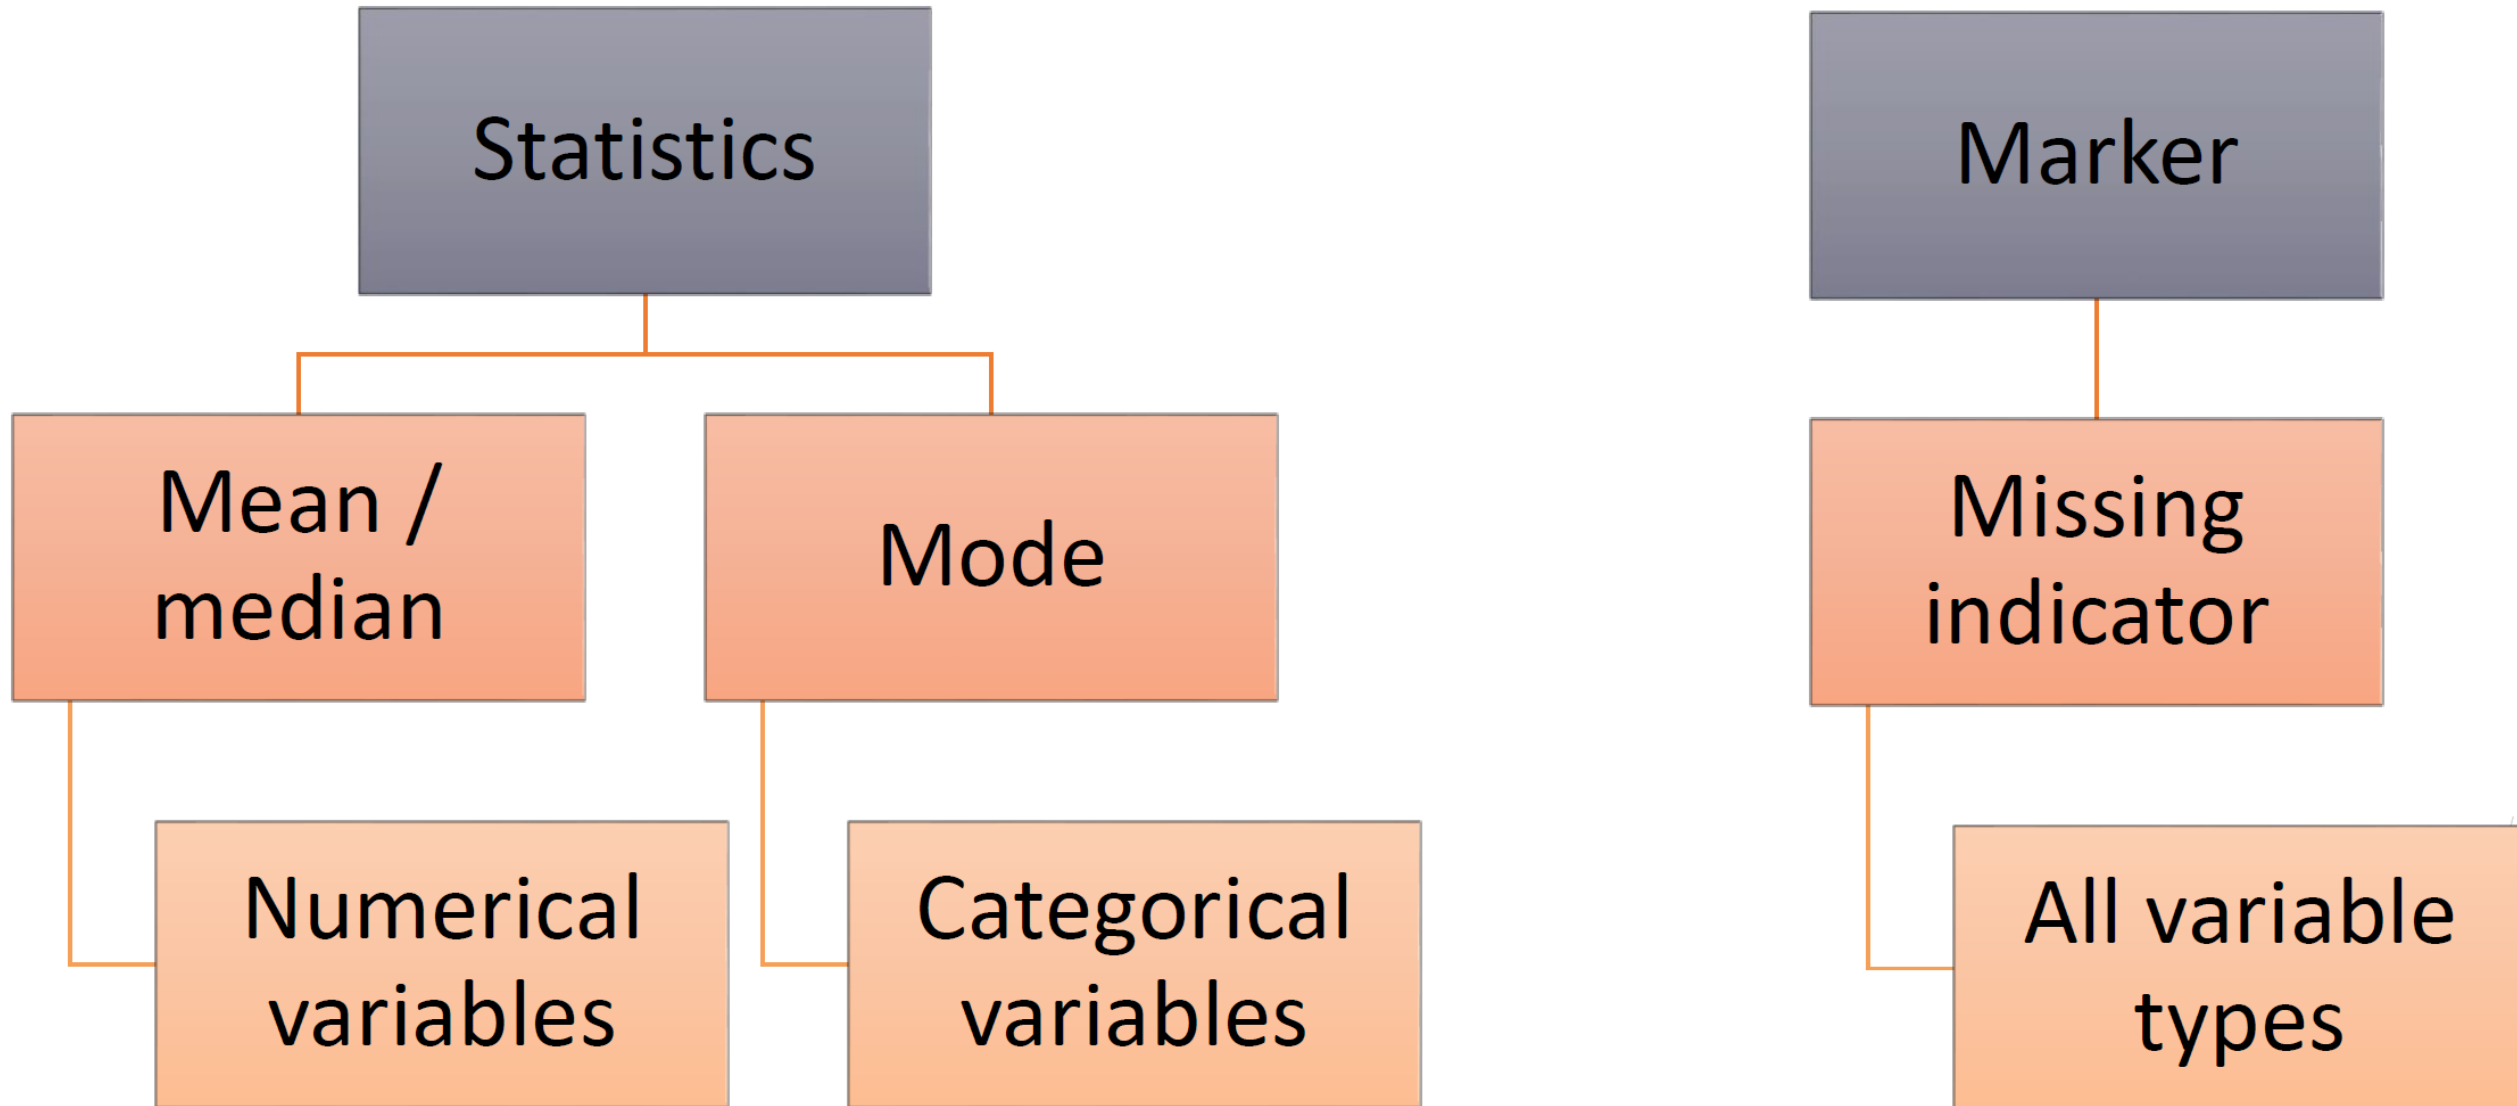 Statistics
Marker
Mean /
median
Mode
Missing
indicator
Numerical
variables
Categorical
variables
All variable
types